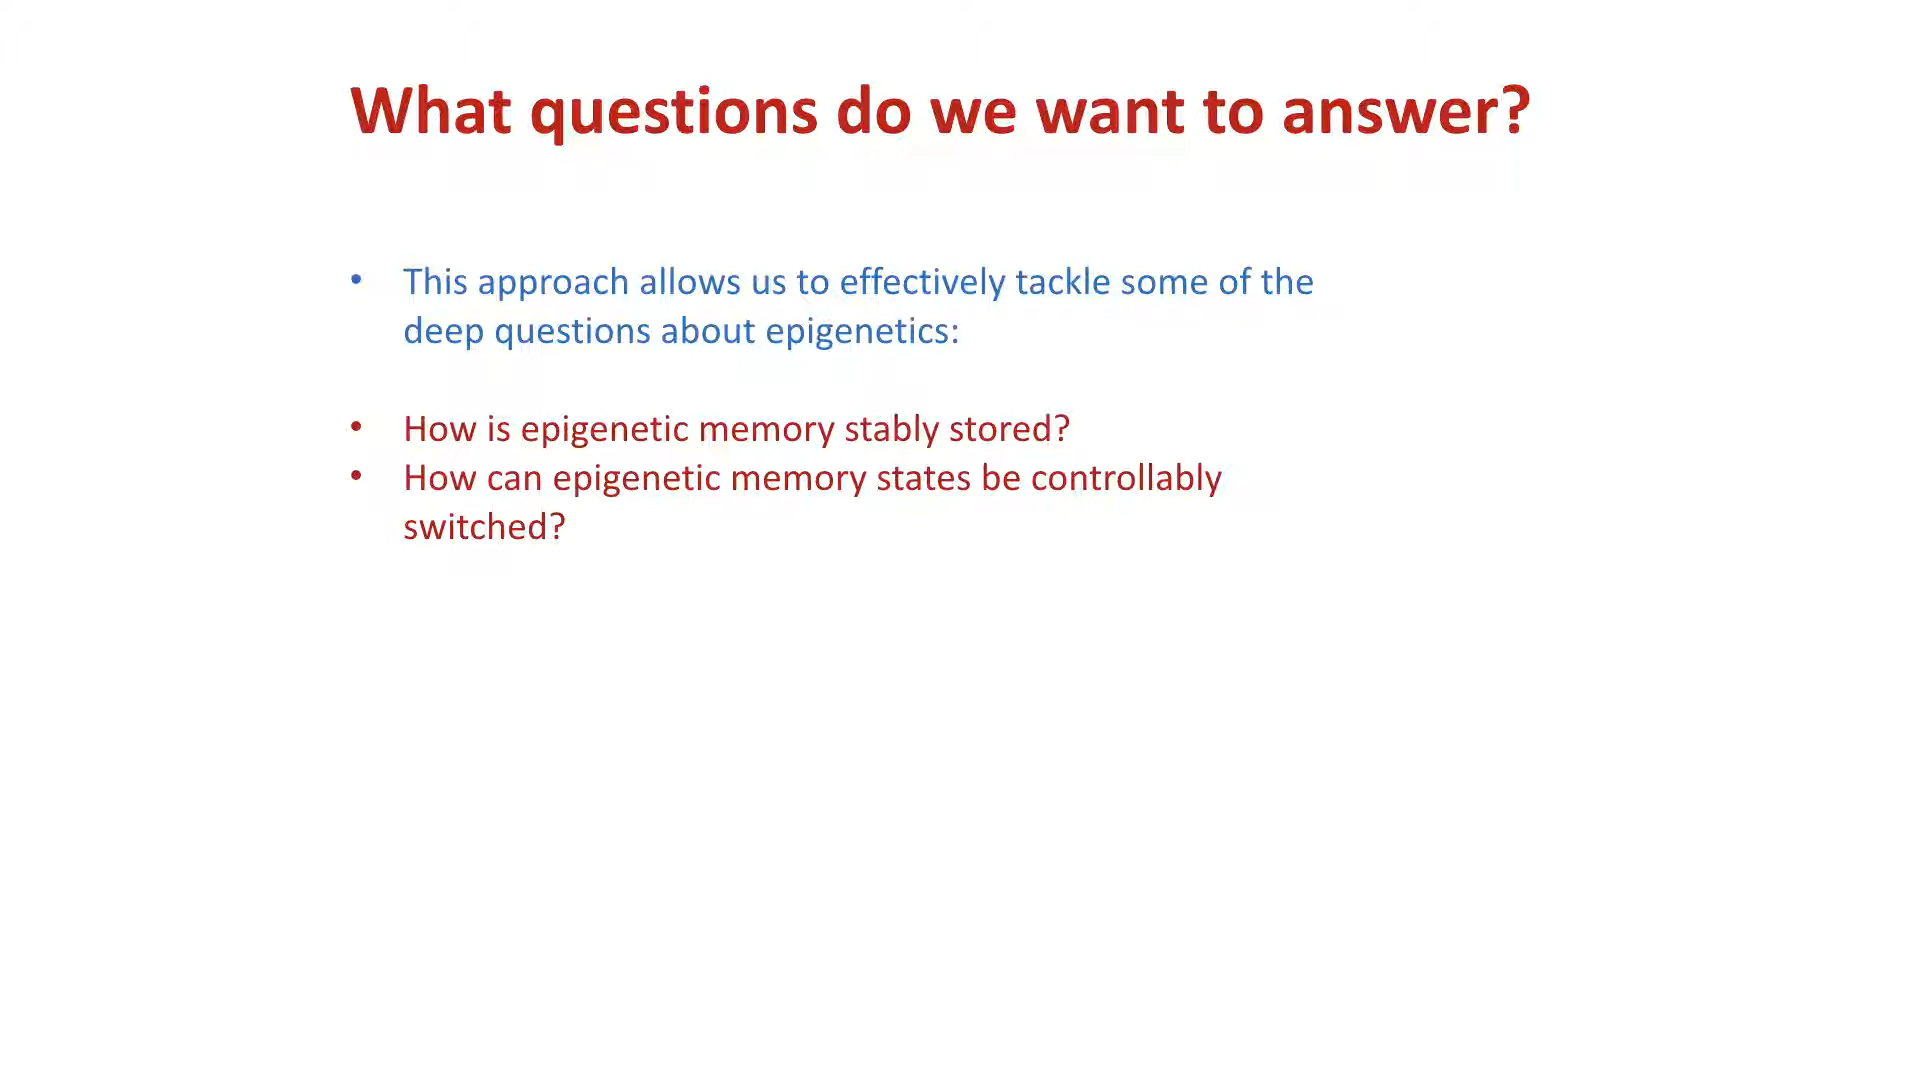 What questions do we want to answer?
• This approach allows us to effectively tackle some of the
deep questions about epigenetics:
• How is epigenetic memory stably stored?
• How can epigenetic memory states be controllably
switched?